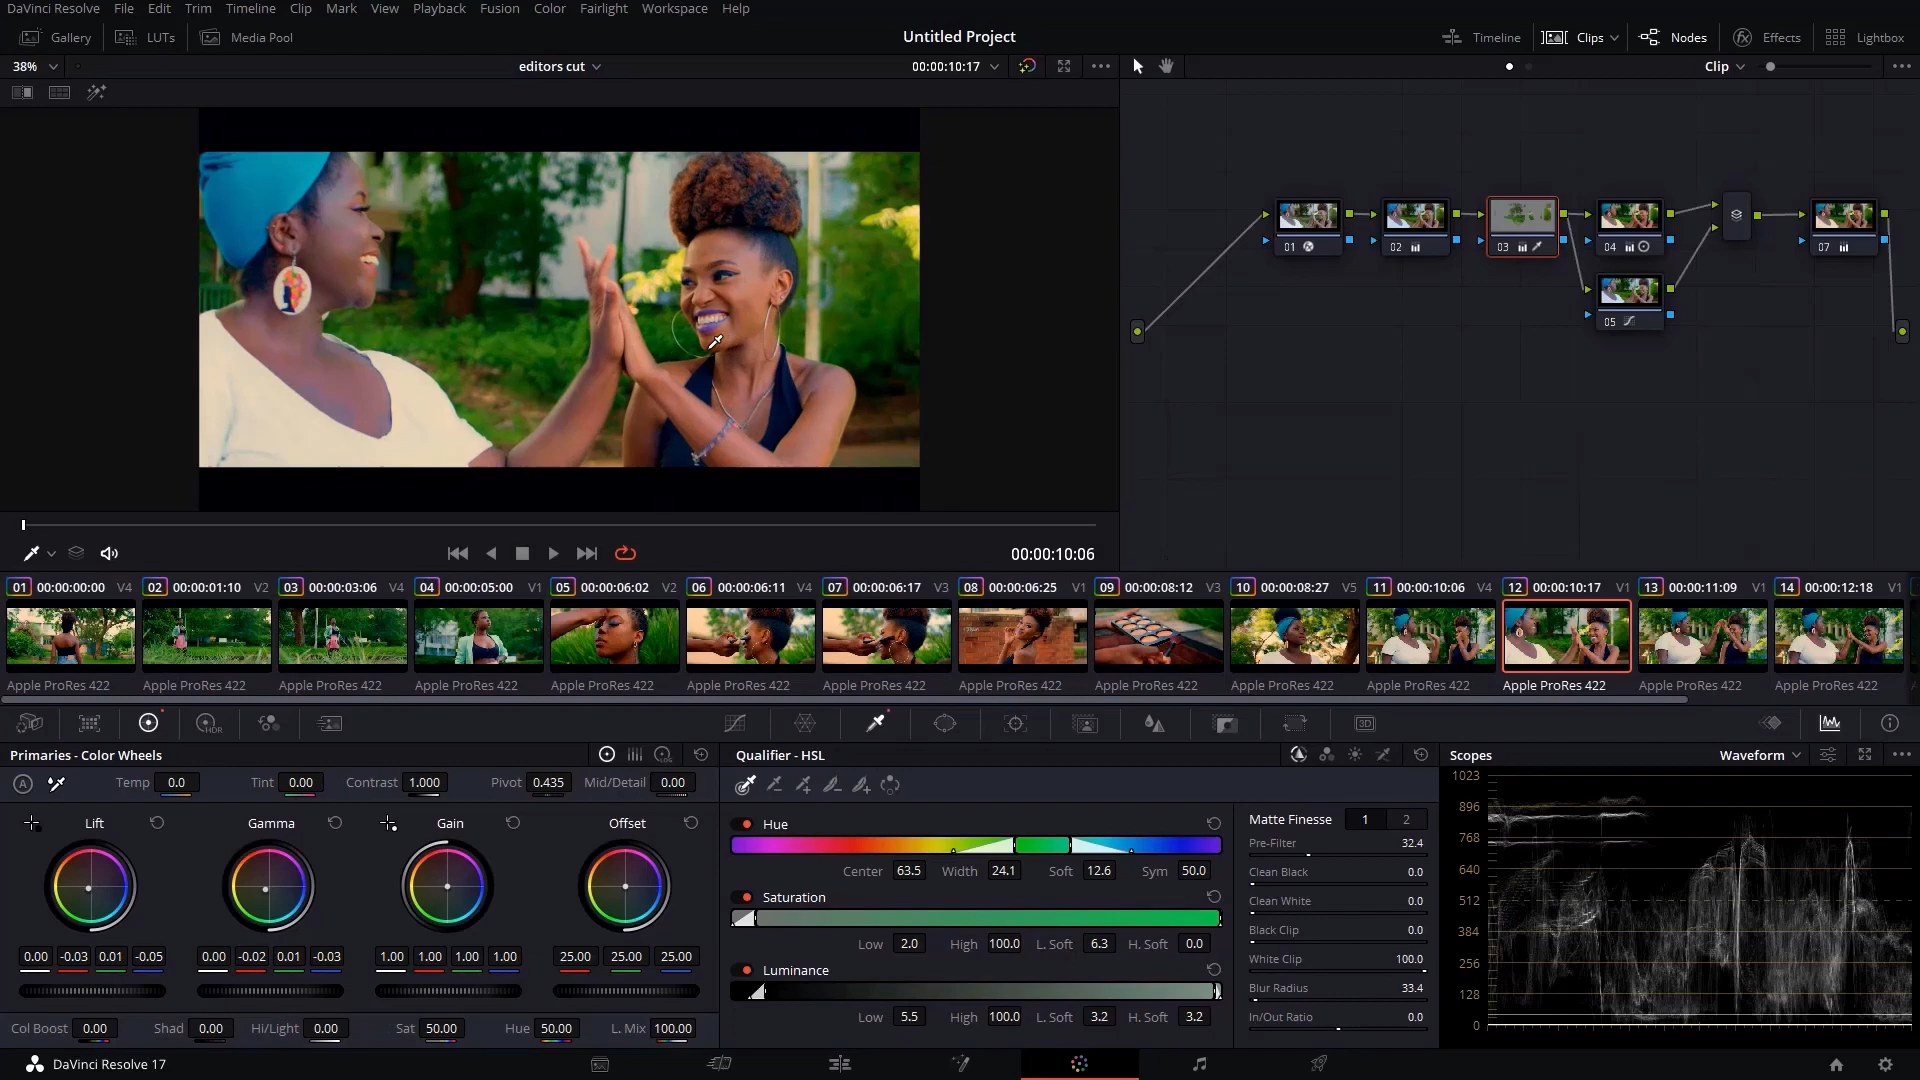 DaVinci Resolve File Edit Trim Timeline Clip Mark View Playback Fusion Color Fairlight Workspace Help
Gallery LUTs Media Pool Untitled Project Timeline Clips Nodes Effects Lightbox
38% editors cut 00:00:10:17 Clip
01 02 03 04 07
05
00:00:10:06
01 00:00:00:00 V4 02 00:00:01:10 V2 03 00:00:03:06 V4 04 00:00:05:00 V1 05 00:00:06:02 V2 06 00:00:06:11 V4 07 00:00:06:17 V3 08 00:00:06:25 V1 09 00:00:08:12 V3 10 00:00:08:27 V5 11 00:00:10:06 V4 12 00:00:10:17 V1 13 00:00:11:09 V1 14 00:00:12:18 V1
Apple ProRes 422 Apple ProRes 422 Apple ProRes 422 Apple ProRes 422 Apple ProRes 422 Apple ProRes 422 Apple ProRes 422 Apple ProRes 422 Apple ProRes 422 Apple ProRes 422 Apple ProRes 422 Apple ProRes 422 Apple ProRes 422 Apple ProRes 422
HDR 3D
Primaries - Color Wheels LOG
A Temp 0.0 Tint 0.00 Contrast 1.000 Pivot 0.435 Mid/Detail 0.00
Lift Gamma Gain Offset
0.00 -0.03 0.01 -0.05 0.00 -0.02 0.01 -0.03 1.00 1.00 1.00 1.00 25.00 25.00 25.00
Col Boost 0.00 Shad 0.00 Hi/Light 0.00 Sat 50.00 Hue 50.00 L. Mix 100.00
Qualifier - HSL
Hue
Center 63.5 Width 24.1 Soft 12.6 Sym 50.0
Saturation
Low 2.0 High 100.0 L. Soft 6.3 H. Soft 0.0
Luminance
Low 5.5 High 100.0 L. Soft 3.2 H. Soft 3.2
Matte Finesse 1 2
Pre-Filter 32.4
Clean Black 0.0
Clean White 0.0
Black Clip 0.0
White Clip 100.0
Blur Radius 33.4
In/Out Ratio 0.0
Scopes Waveform
1023
896
768
640
512
384
256
128
0
DaVinci Resolve 17